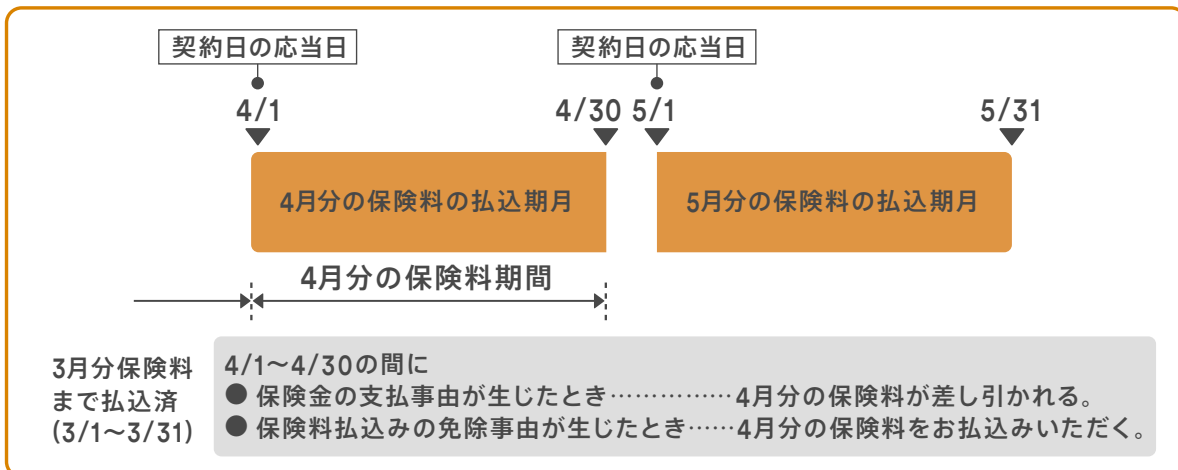 契約日の応当日 契約日の応当日
4/1 4/30 5/1 5/31
4月分の保険料の払込期月 5月分の保険料の払込期月
4月分の保険料期間
3月分保険料
まで払込済
(3/1〜3/31)
4/1〜4/30の間に
● 保険金の支払事由が生じたとき……………4月分の保険料が差し引かれる。
● 保険料払込みの免除事由が生じたとき……4月分の保険料をお払込みいただく。